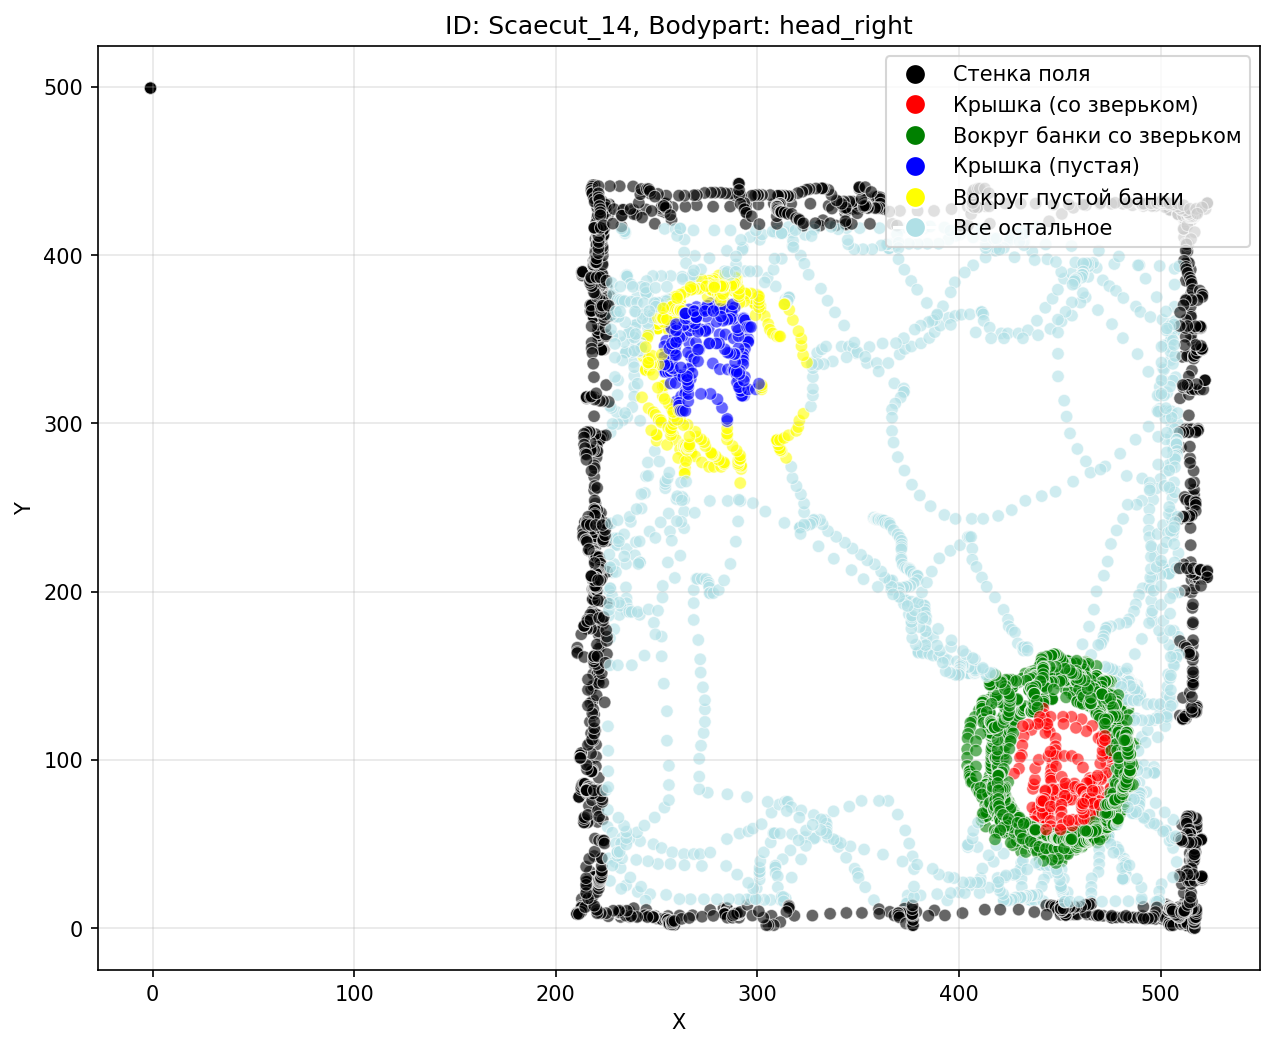 ID: Scaecut_14, Bodypart: head_right
Стенка поля
Крышка (со зверьком)
Вокруг банки со зверьком
Крышка (пустая)
Вокруг пустой банки
Все остальное
Y
500
400
300
200
100
0
0 100 200 300 400 500
X